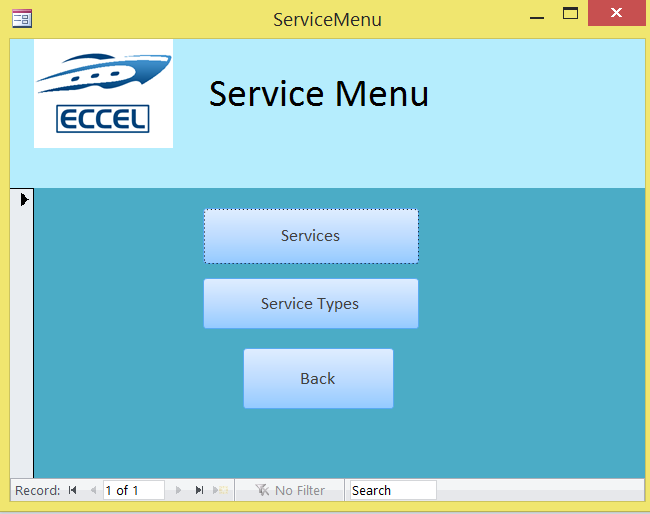 ServiceMenu
ECCEL
Service Menu
Services
Service Types
Back
Record: 1 of 1 No Filter Search